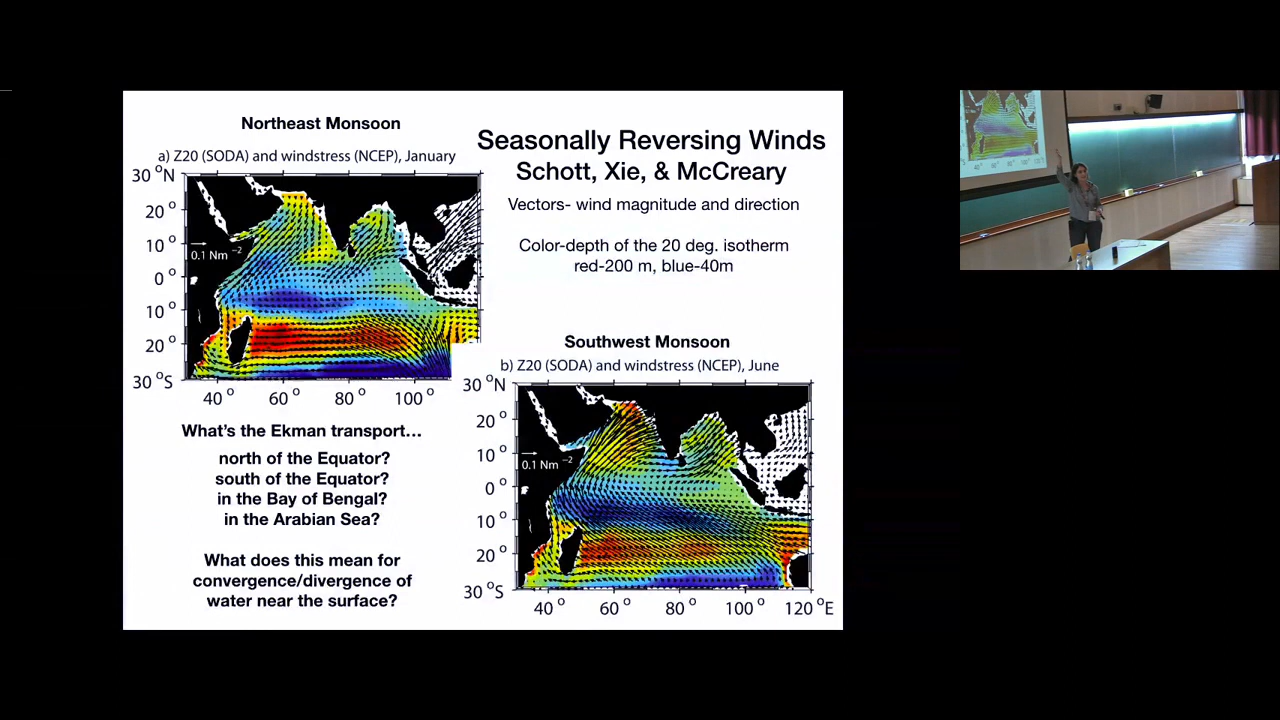 Northeast Monsoon
a) Z20 (SODA) and windstress (NCEP), January
30 °N
20 °
10 °
0 °
10 °
20 °
30 °S
0.1 Nm⁻²
40 °
60 °
80 °
100 °
Seasonally Reversing Winds
Schott, Xie, & McCreary
Vectors- wind magnitude and direction
Color-depth of the 20 deg. isotherm
red-200 m, blue-40m
What's the Ekman transport...
north of the Equator?
south of the Equator?
in the Bay of Bengal?
in the Arabian Sea?
What does this mean for
convergence/divergence of
water near the surface?
Southwest Monsoon
b) Z20 (SODA) and windstress (NCEP), June
30 °N
20 °
10 °
0 °
10 °
20 °
30 °S
0.1 Nm⁻²
40 °
60 °
80 °
100 °
120 °E